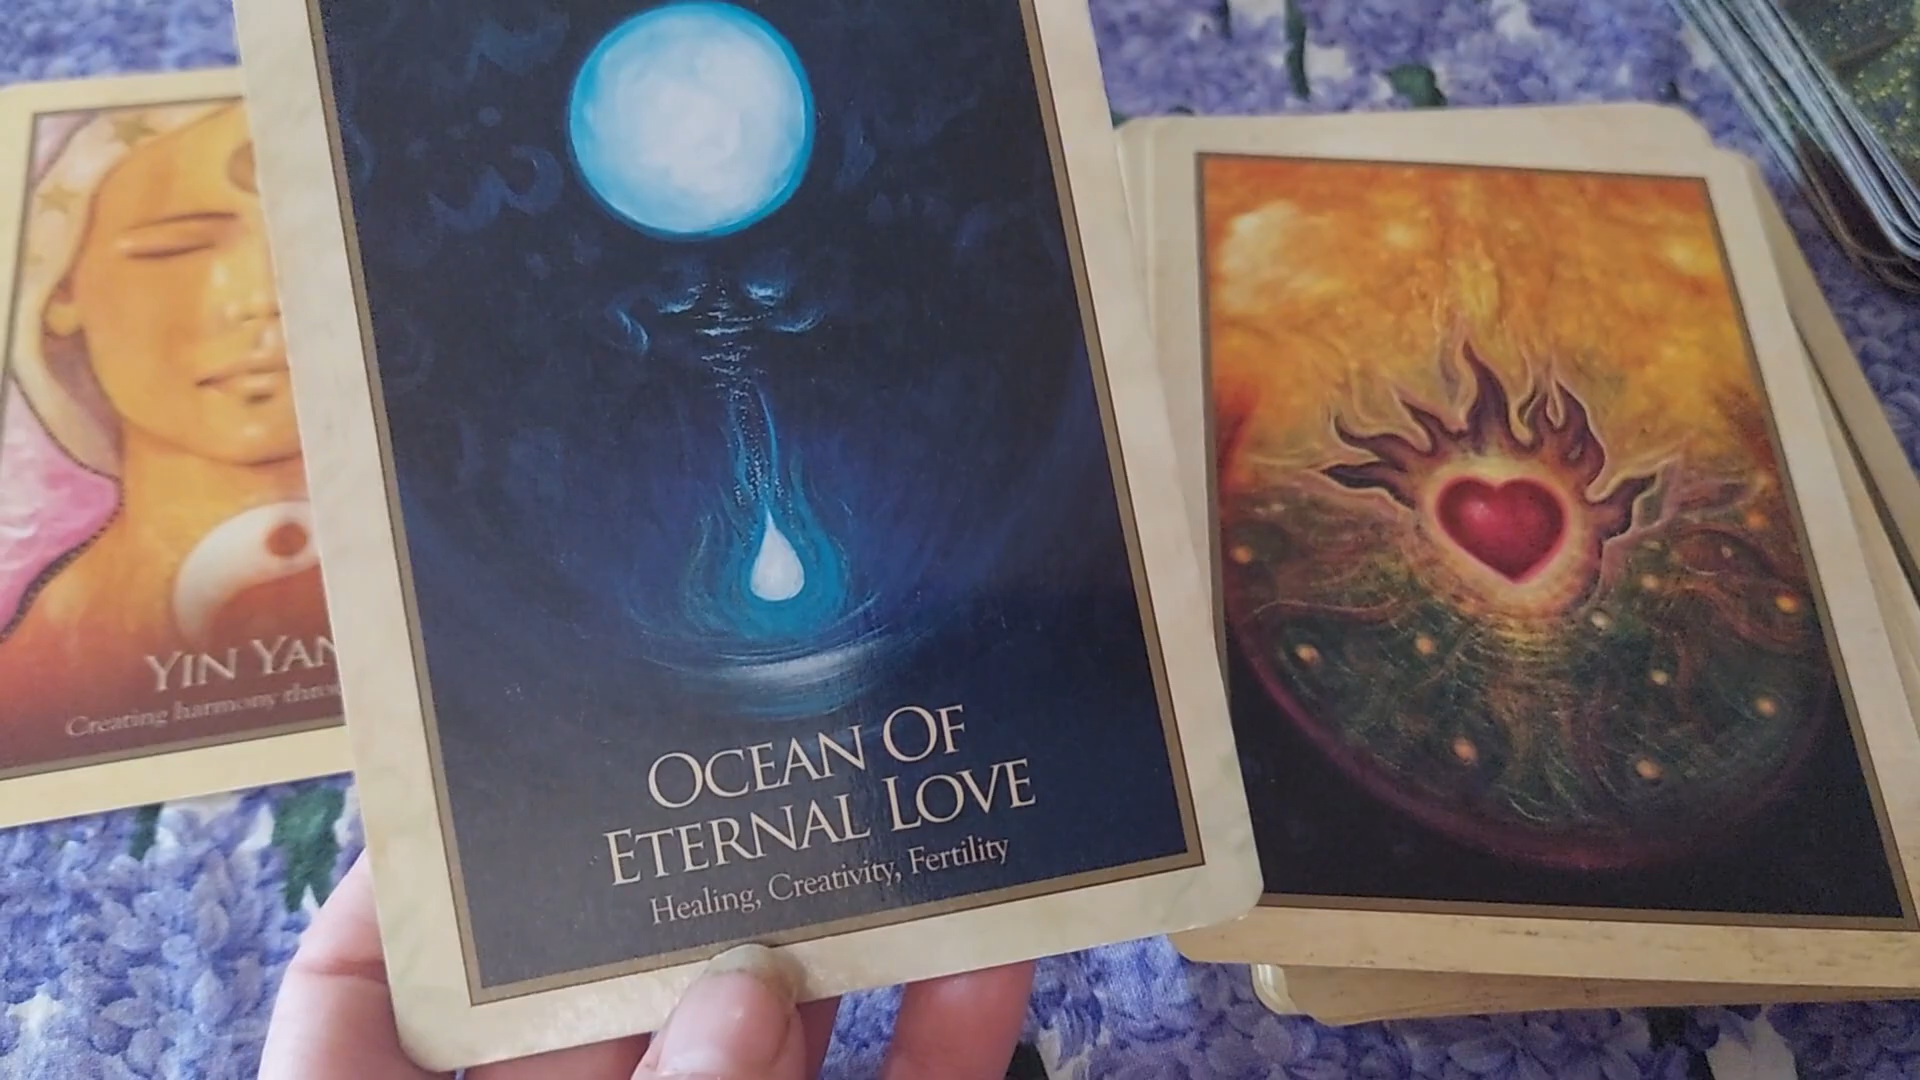 YIN YAN
Creating harmony thro
OCEAN OF
ETERNAL LOVE
Healing, Creativity, Fertility